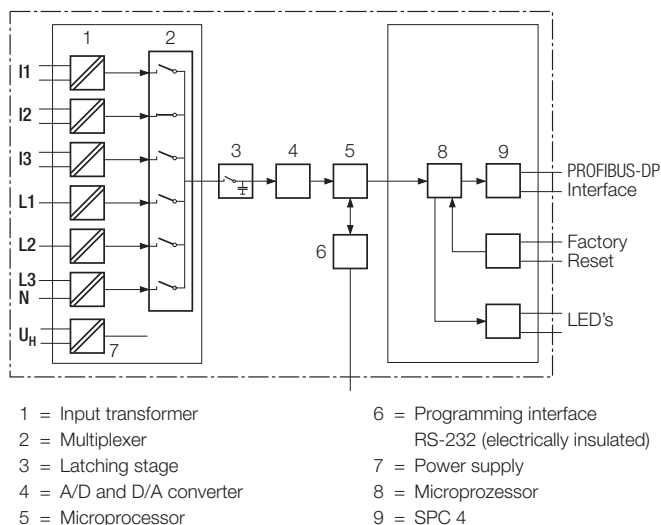 1 2
I1
I2
I3
L1
L2
L3
N
U_H
7
3 4 5
6
8 9
PROFIBUS-DP
Interface
Factory
Reset
LED's
1 = Input transformer
2 = Multiplexer
3 = Latching stage
4 = A/D and D/A converter
5 = Microprocessor
6 = Programming interface
RS-232 (electrically insulated)
7 = Power supply
8 = Microprozessor
9 = SPC 4